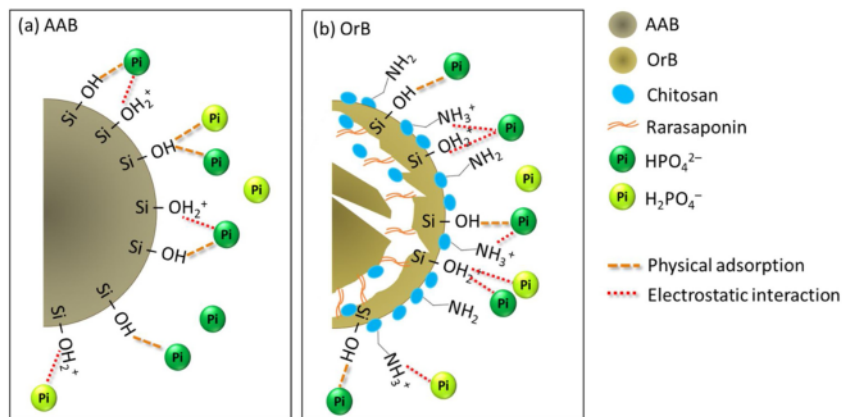 (a) AAB
Pi
Si – OH
Si – OH₂⁺
Pi
Si – OH
Pi
Pi
Si – OH₂⁺
Pi
Si – OH
Si – OH
Pi
Pi
Si – OH₂⁺
Pi
(b) OrB
NH₂
Si – OH
Pi
NH₃⁺
Pi
Si – OH₂⁺
NH₂
Pi
Si – OH
Pi
NH₃⁺
Si – OH₂⁺
Pi
Pi
NH₂
Si – OH
NH₃⁺
Pi
Pi
AAB
OrB
Chitosan
Rarasaponin
Pi HPO₄²⁻
Pi H₂PO₄⁻
Physical adsorption
Electrostatic interaction